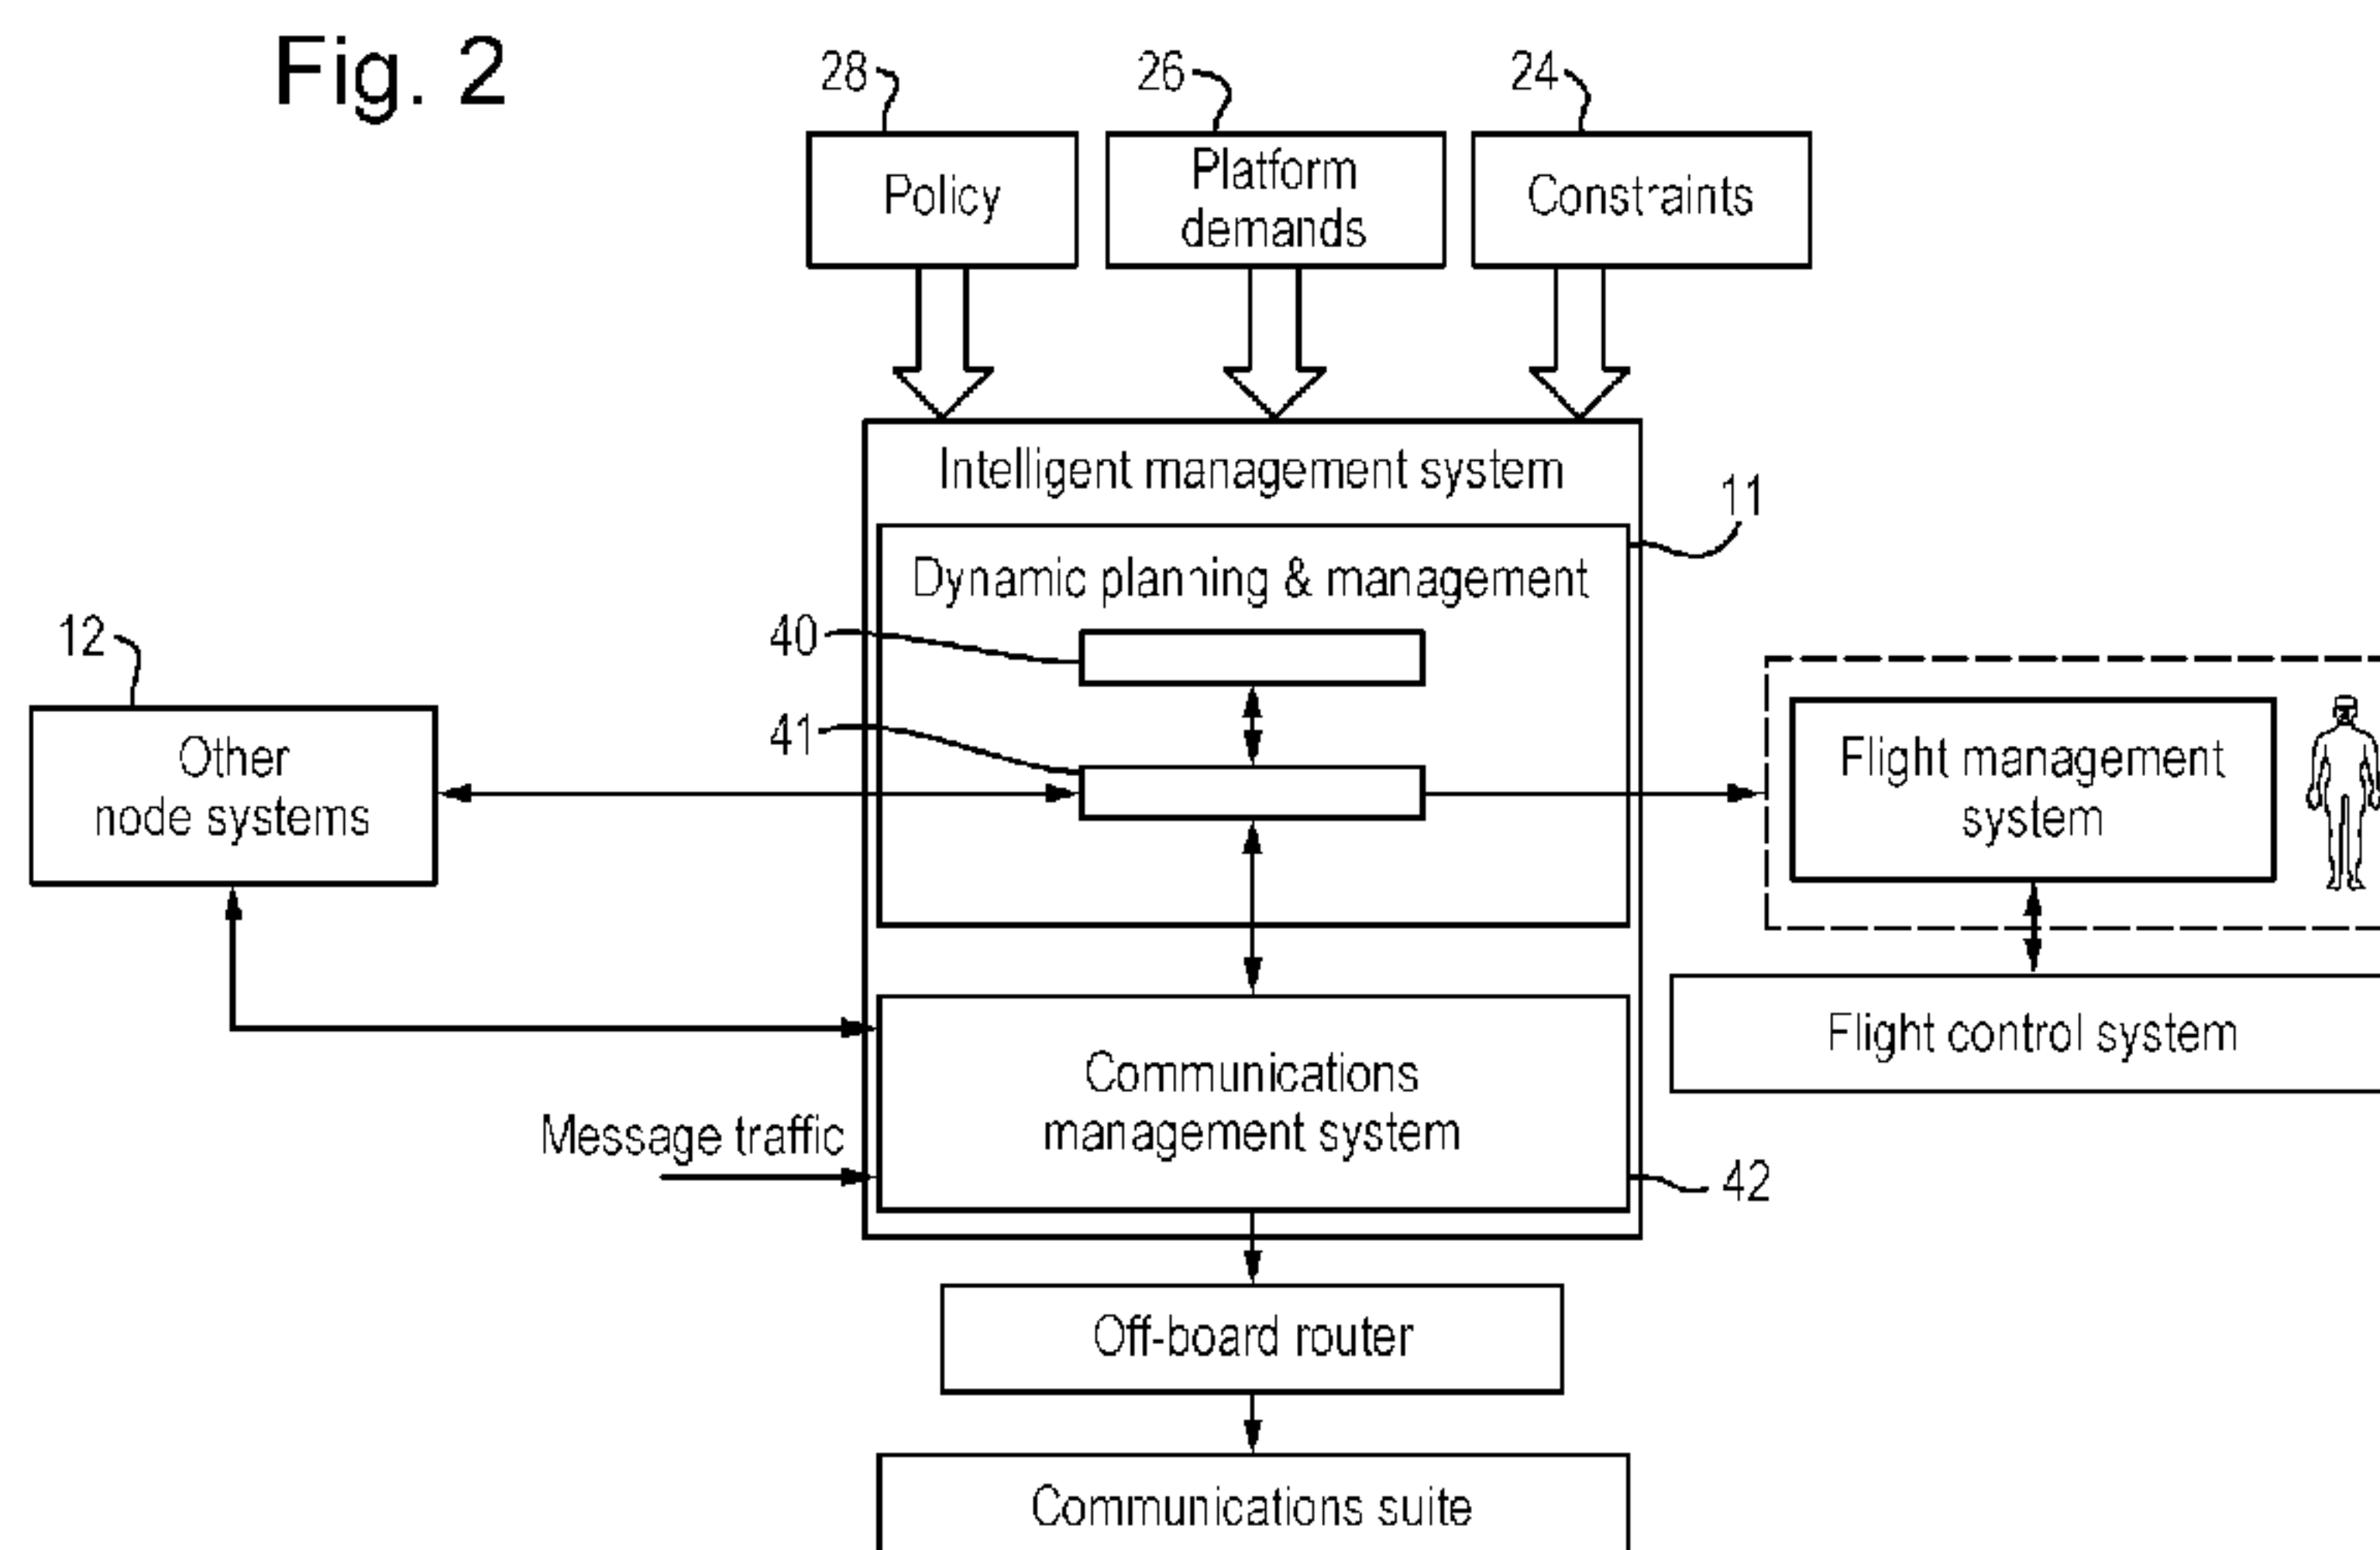 Fig. 2
28
26
24
Policy
Platform
demands
Constraints
Intelligent management system
11
Dynamic planning & management
40
12
41
Other
node systems
Flight management
system
Flight control system
Communications
management system
Message traffic
42
Off-board router
Communications suite